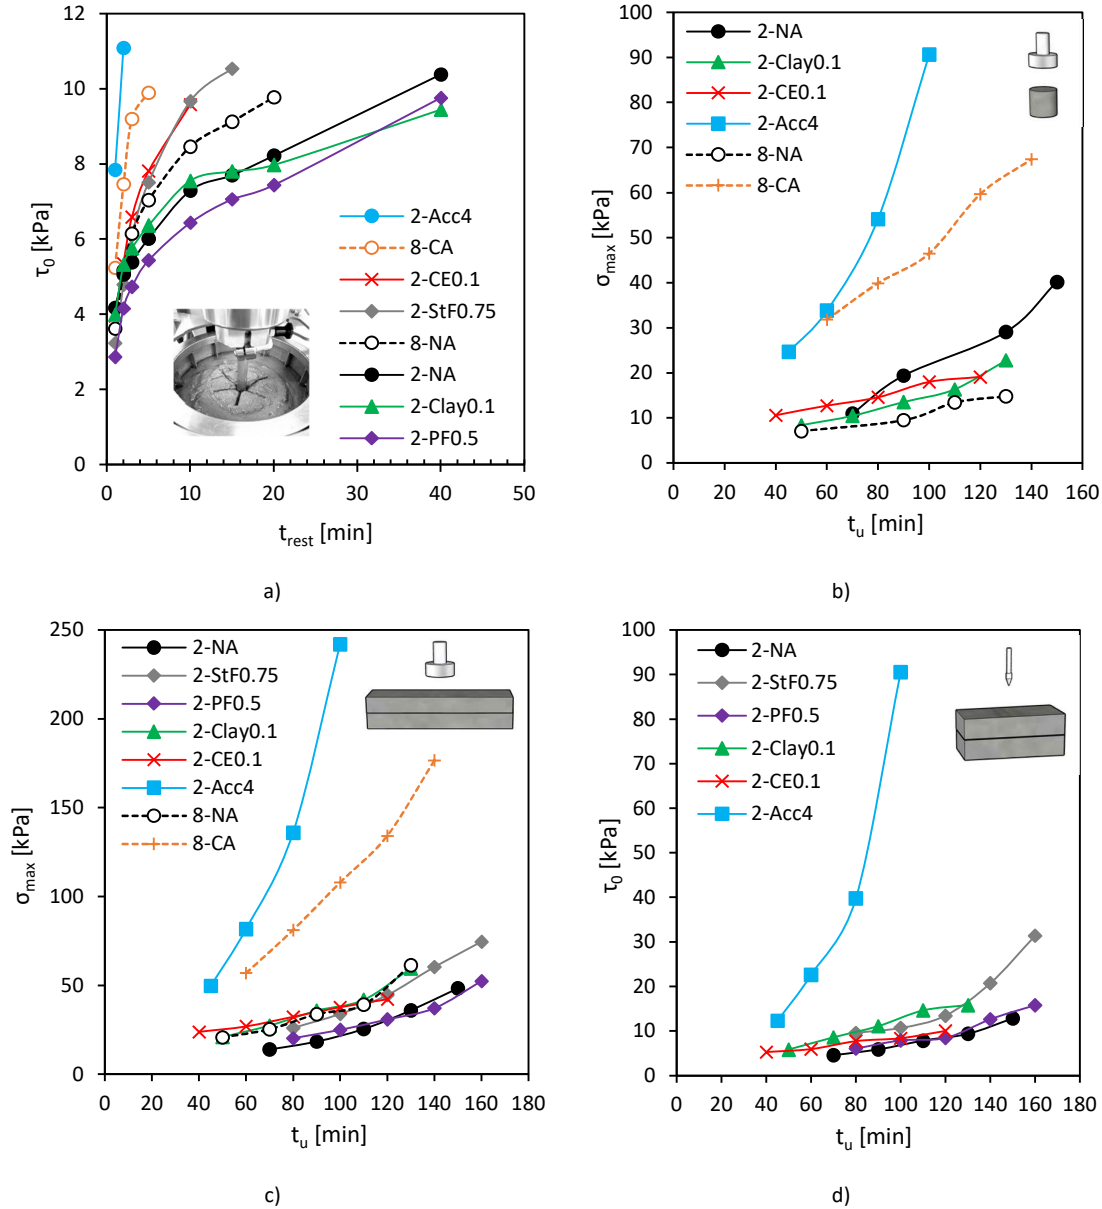 12
10
8
6
4
2
0
τ0 [kPa]
0
10
20
30
40
50
trest [min]
2-Acc4
8-CA
2-CE0.1
2-StF0.75
8-NA
2-NA
2-Clay0.1
2-PF0.5
a)
100
90
80
70
60
50
40
30
20
10
0
σmax [kPa]
0
20
40
60
80
100
120
140
160
tu [min]
2-NA
2-Clay0.1
2-CE0.1
2-Acc4
8-NA
8-CA
b)
250
200
150
100
50
0
σmax [kPa]
0
20
40
60
80
100
120
140
160
180
tu [min]
2-NA
2-StF0.75
2-PF0.5
2-Clay0.1
2-CE0.1
2-Acc4
8-NA
8-CA
c)
100
90
80
70
60
50
40
30
20
10
0
τ0 [kPa]
0
20
40
60
80
100
120
140
160
180
tu [min]
2-NA
2-StF0.75
2-PF0.5
2-Clay0.1
2-CE0.1
2-Acc4
d)